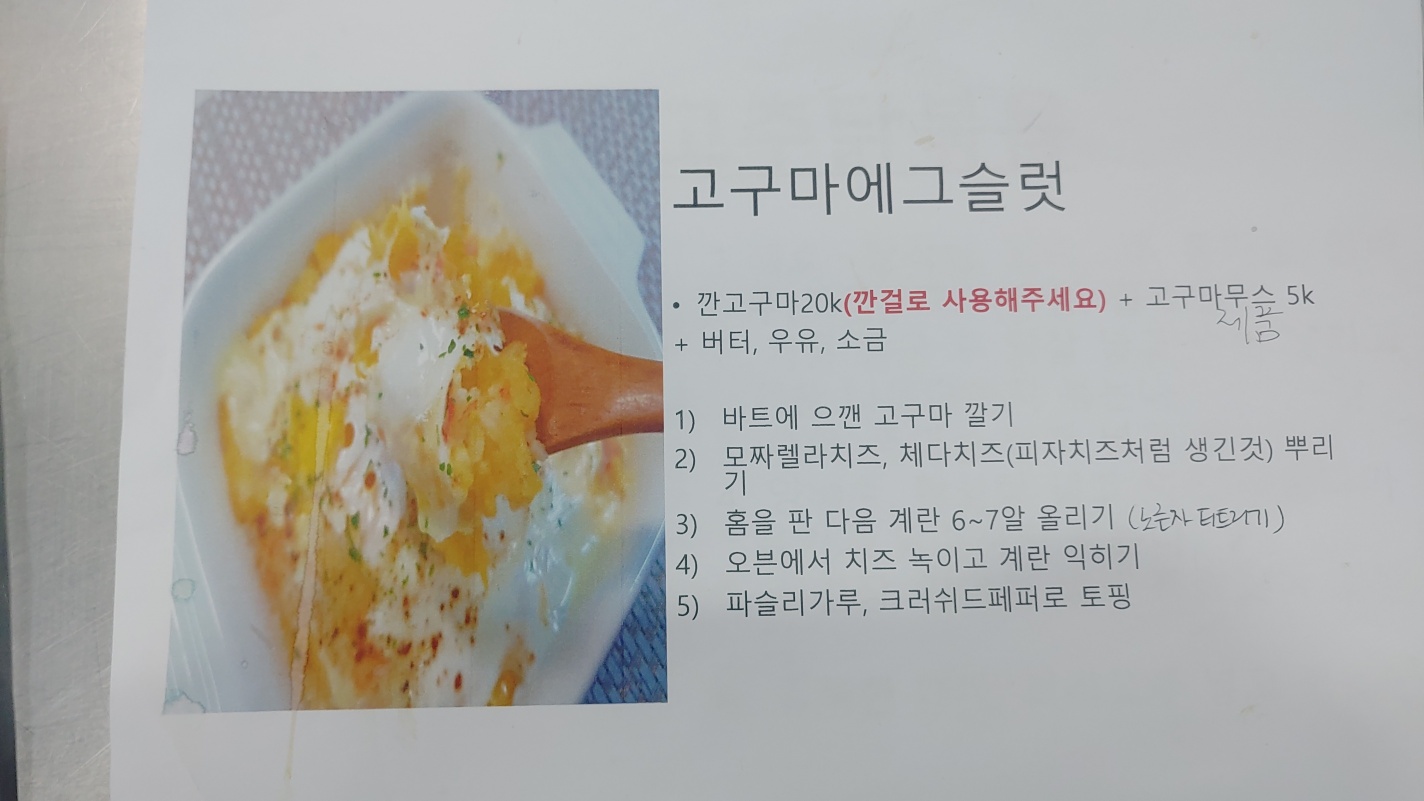 고구마에그슬럿
• 깐고구마20k(깐걸로 사용해주세요) + 고구마무스 5k
제품
+ 버터, 우유, 소금
1) 바트에 으깬 고구마 깔기
2) 모짜렐라치즈, 체다치즈(피자치즈처럼 생긴것) 뿌리
기
3) 홈을 판 다음 계란 6~7알 올리기 (노른자 터트리기)
4) 오븐에서 치즈 녹이고 계란 익히기
5) 파슬리가루, 크러쉬드페퍼로 토핑